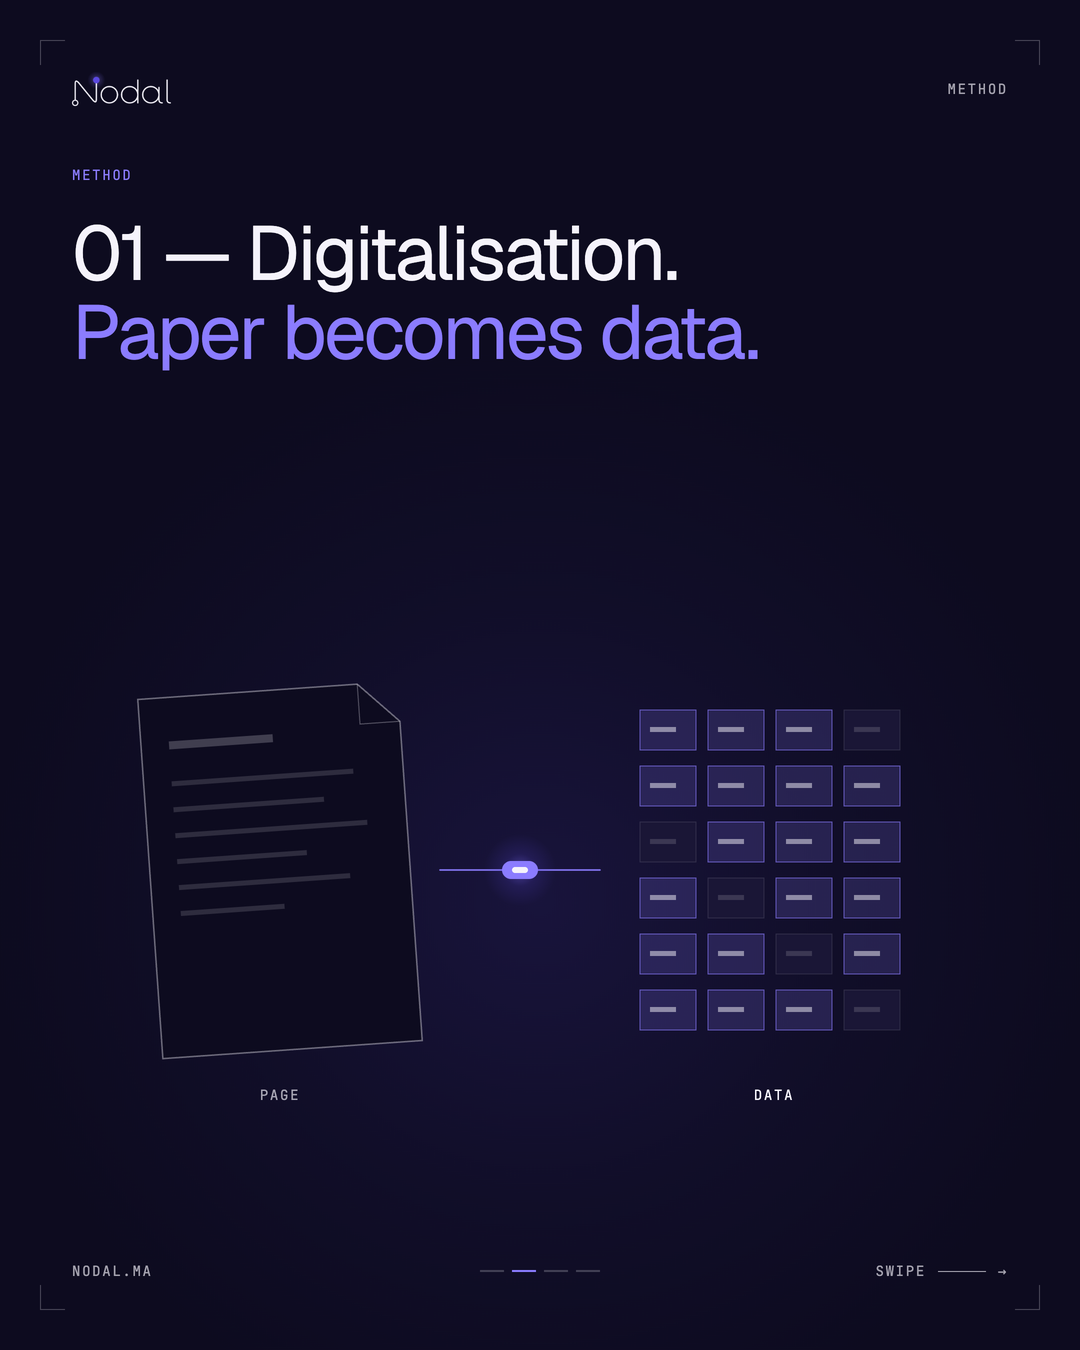 Nodal
METHOD
METHOD
01 — Digitalisation.
Paper becomes data.
PAGE
DATA
NODAL.MA
SWIPE →